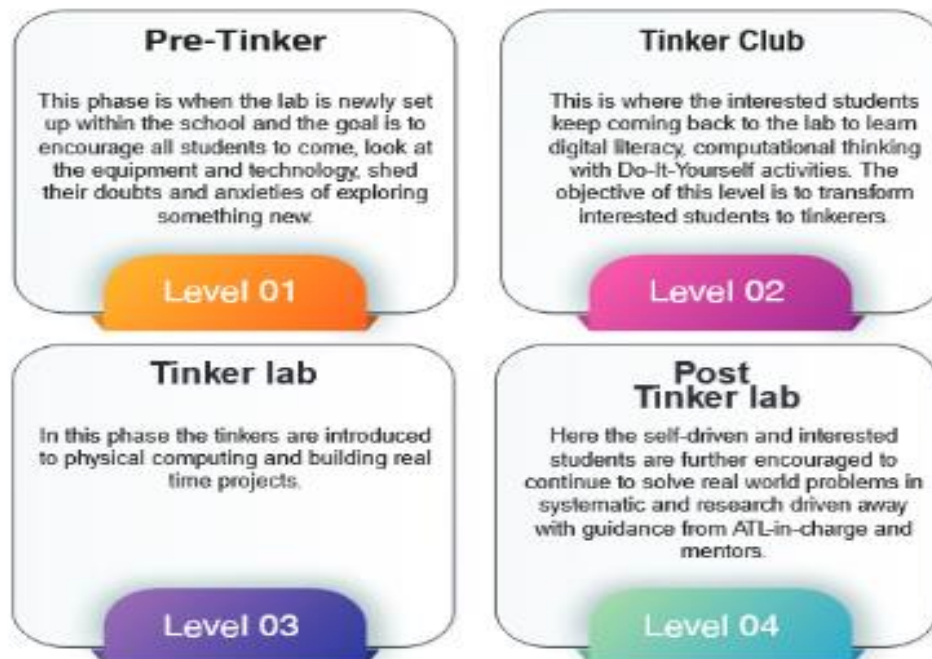 Pre-Tinker
This phase is when the lab is newly set
up within the school and the goal is to
encourage all students to come, look at
the equipment and technology, shed
their doubts and anxieties of exploring
something new.
Level 01
Tinker Club
This is where the interested students
keep coming back to the lab to learn
digital literacy, computational thinking
with Do-It-Yourself activities. The
objective of this level is to transform
interested students to tinkerers.
Level 02
Tinker lab
In this phase the tinkers are introduced
to physical computing and building real
time projects.
Level 03
Post
Tinker lab
Here the self-driven and interested
students are further encouraged to
continue to solve real world problems in
systematic and research driven away
with guidance from ATL-in-charge and
mentors.
Level 04